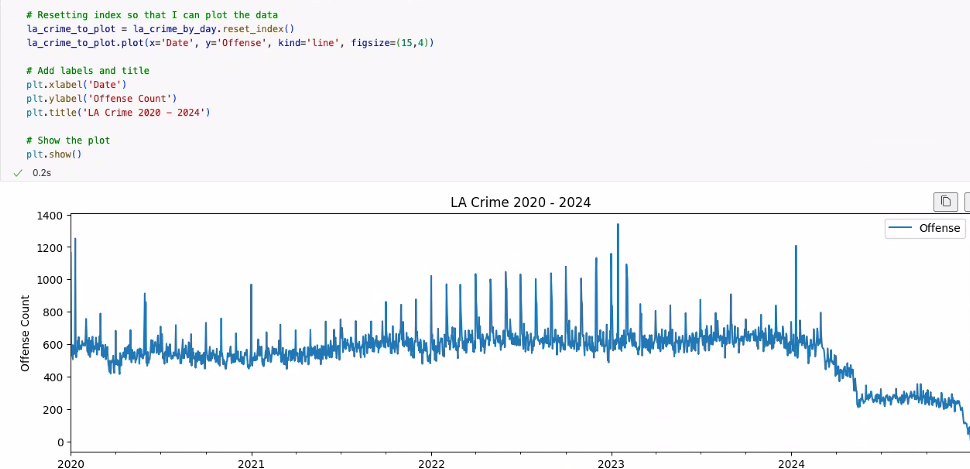 # Resetting index so that I can plot the data
la_crime_to_plot = la_crime_by_day.reset_index()
la_crime_to_plot.plot(x='Date', y='Offense', kind='line', figsize=(15,4))
# Add labels and title
plt.xlabel('Date')
plt.ylabel('Offense Count')
plt.title('LA Crime 2020 - 2024')
# Show the plot
plt.show()
✓ 0.2s
LA Crime 2020 - 2024
Offense
Offense Count
1400
1200
1000
800
600
400
200
0
2020 2021 2022 2023 2024